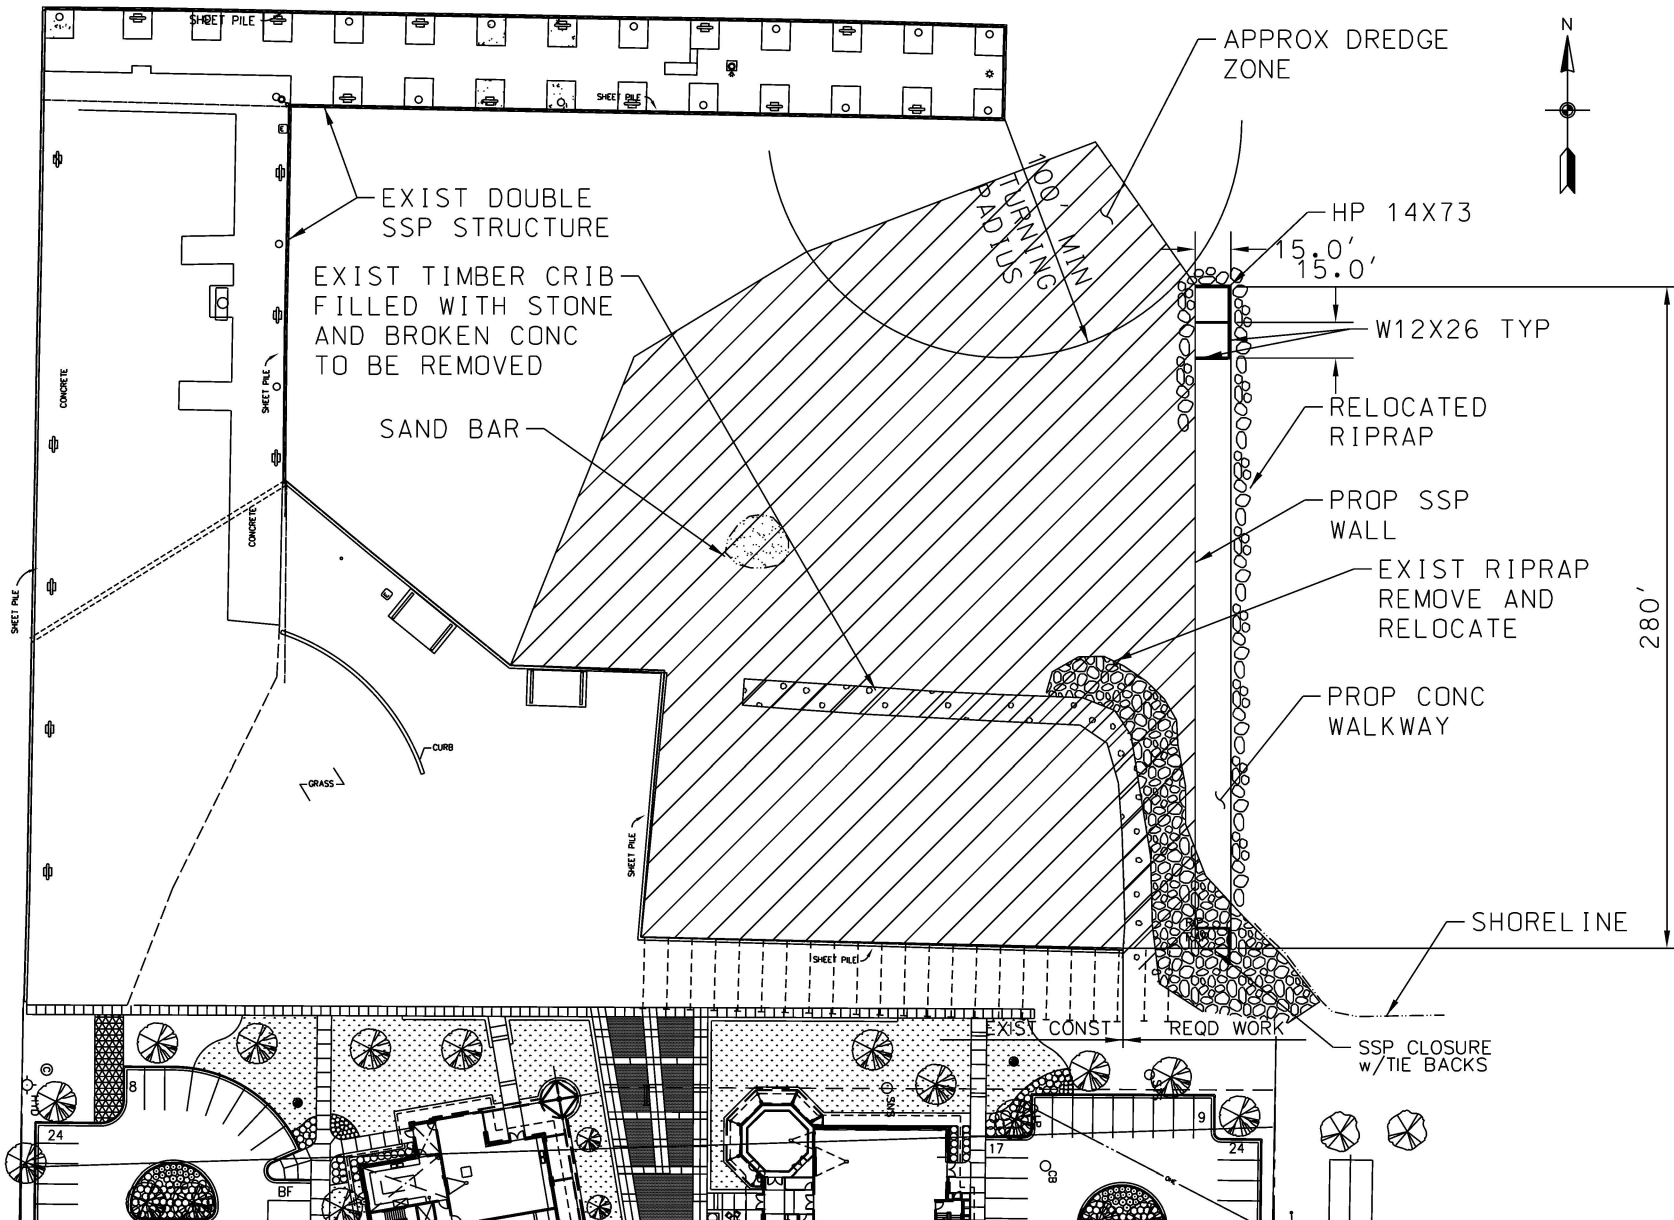 SHEET PILE
APPROX DREDGE
ZONE
N
SHEET PILE
100' MIN
TURNING
RADIUS
EXIST DOUBLE
SSP STRUCTURE
HP 14X73
15.0'
15.0'
EXIST TIMBER CRIB
FILLED WITH STONE
AND BROKEN CONC
TO BE REMOVED
W12X26 TYP
CONCRETE
SHEET PILE
SAND BAR
RELOCATED
RIPRAP
PROP SSP
WALL
CONCRETE
EXIST RIPRAP
REMOVE AND
RELOCATE
SHEET PILE
280'
PROP CONC
WALKWAY
CURB
GRASS
SHEET PILE
SHORELINE
SHEET PILE
EXIST CONST
REQD WORK
SSP CLOSURE
w/TIE BACKS
8
24
BF
SNS
17
9
24
CB